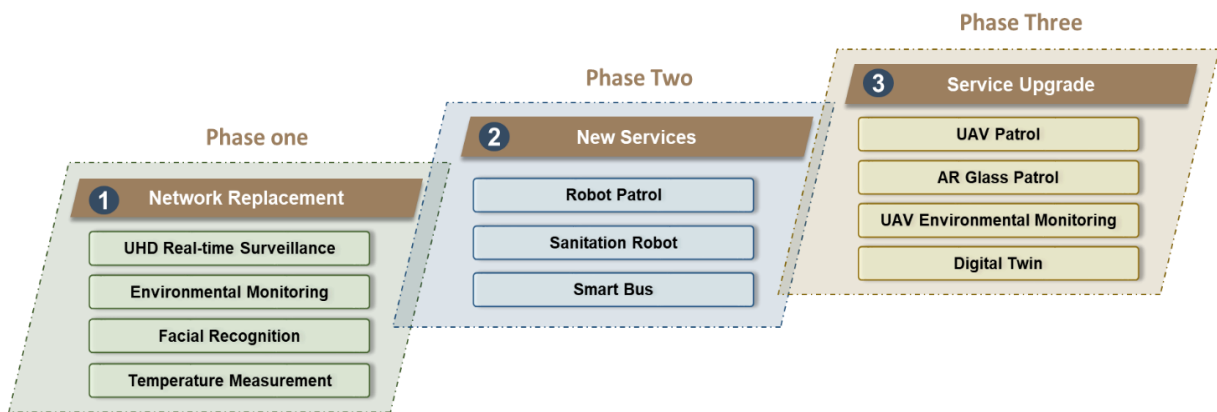 Phase one
1 Network Replacement
UHD Real-time Surveillance
Environmental Monitoring
Facial Recognition
Temperature Measurement
Phase Two
2 New Services
Robot Patrol
Sanitation Robot
Smart Bus
Phase Three
3 Service Upgrade
UAV Patrol
AR Glass Patrol
UAV Environmental Monitoring
Digital Twin